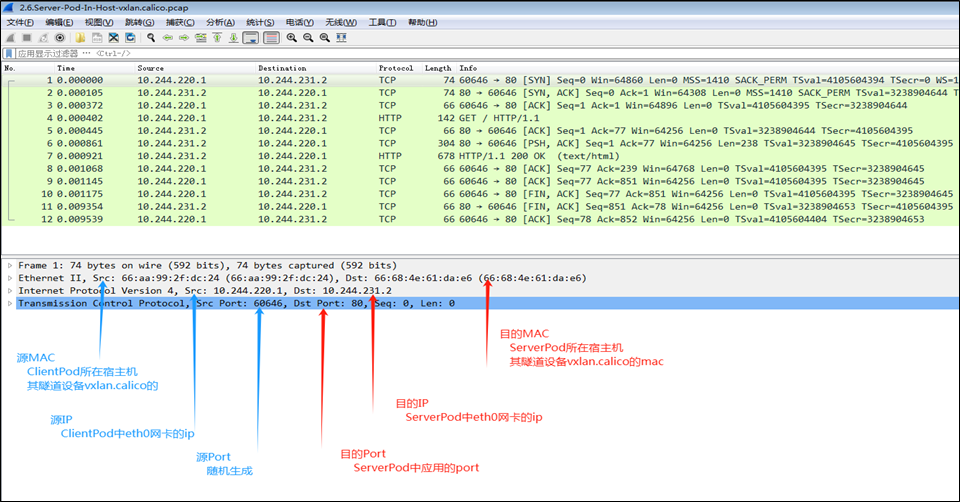 2.6.Server-Pod-In-Host-vxlan.calico.pcap
文件(F) 编辑(E) 视图(V) 跳转(G) 捕获(C) 分析(A) 统计(S) 电话(Y) 无线(W) 工具(T) 帮助(H)
应用显示过滤器 … <Ctrl-/>
No. Time Source Destination Protocol Length Info
1 0.000000 10.244.220.1 10.244.231.2 TCP 74 60646 → 80 [SYN] Seq=0 Win=64860 Len=0 MSS=1410 SACK_PERM TSval=4105604394 TSecr=0 WS=1
2 0.000105 10.244.231.2 10.244.220.1 TCP 74 80 → 60646 [SYN, ACK] Seq=0 Ack=1 Win=64308 Len=0 MSS=1410 SACK_PERM TSval=3238904644 T
3 0.000372 10.244.220.1 10.244.231.2 TCP 66 60646 → 80 [ACK] Seq=1 Ack=1 Win=64896 Len=0 TSval=4105604395 TSecr=3238904644
4 0.000402 10.244.220.1 10.244.231.2 HTTP 142 GET / HTTP/1.1
5 0.000445 10.244.231.2 10.244.220.1 TCP 66 80 → 60646 [ACK] Seq=1 Ack=77 Win=64256 Len=0 TSval=3238904644 TSecr=4105604395
6 0.000861 10.244.231.2 10.244.220.1 TCP 304 80 → 60646 [PSH, ACK] Seq=1 Ack=77 Win=64256 Len=238 TSval=3238904645 TSecr=4105604395
7 0.000921 10.244.231.2 10.244.220.1 HTTP 678 HTTP/1.1 200 OK (text/html)
8 0.001068 10.244.220.1 10.244.231.2 TCP 66 60646 → 80 [ACK] Seq=77 Ack=239 Win=64768 Len=0 TSval=4105604395 TSecr=3238904645
9 0.001145 10.244.220.1 10.244.231.2 TCP 66 60646 → 80 [ACK] Seq=77 Ack=851 Win=64256 Len=0 TSval=4105604395 TSecr=3238904645
10 0.001175 10.244.220.1 10.244.231.2 TCP 66 60646 → 80 [FIN, ACK] Seq=77 Ack=851 Win=64256 Len=0 TSval=4105604395 TSecr=3238904645
11 0.009354 10.244.231.2 10.244.220.1 TCP 66 80 → 60646 [FIN, ACK] Seq=851 Ack=78 Win=64256 Len=0 TSval=3238904653 TSecr=4105604395
12 0.009539 10.244.220.1 10.244.231.2 TCP 66 60646 → 80 [ACK] Seq=78 Ack=852 Win=64256 Len=0 TSval=4105604404 TSecr=3238904653
Frame 1: 74 bytes on wire (592 bits), 74 bytes captured (592 bits)
Ethernet II, Src: 66:aa:99:2f:dc:24 (66:aa:99:2f:dc:24), Dst: 66:68:4e:61:da:e6 (66:68:4e:61:da:e6)
Internet Protocol Version 4, Src: 10.244.220.1, Dst: 10.244.231.2
Transmission Control Protocol, Src Port: 60646, Dst Port: 80, Seq: 0, Len: 0
源MAC
ClientPod所在宿主机
其隧道设备vxlan.calico的
目的MAC
ServerPod所在宿主机
其隧道设备vxlan.calico的mac
源IP
ClientPod中eth0网卡的ip
目的IP
ServerPod中eth0网卡的ip
源Port
随机生成
目的Port
ServerPod中应用的port